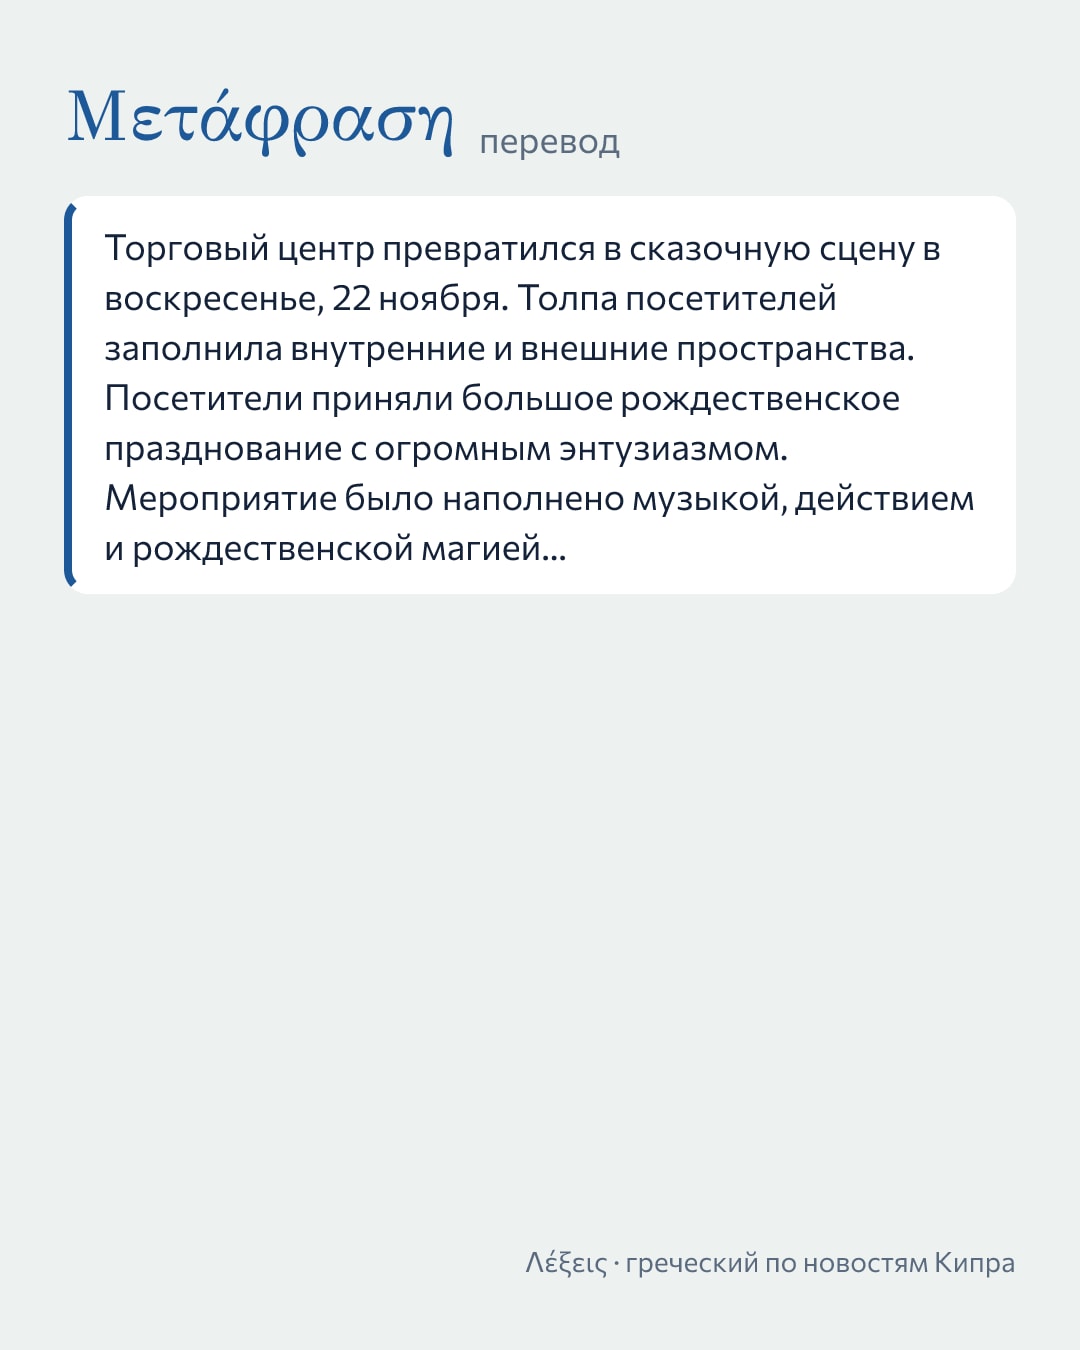 Μετάφραση перевод
Торговый центр превратился в сказочную сцену в
воскресенье, 22 ноября. Толпа посетителей
заполнила внутренние и внешние пространства.
Посетители приняли большое рождественское
празднование с огромным энтузиазмом.
Мероприятие было наполнено музыкой, действием
и рождественской магией...
Λέξεις · греческий по новостям Кипра